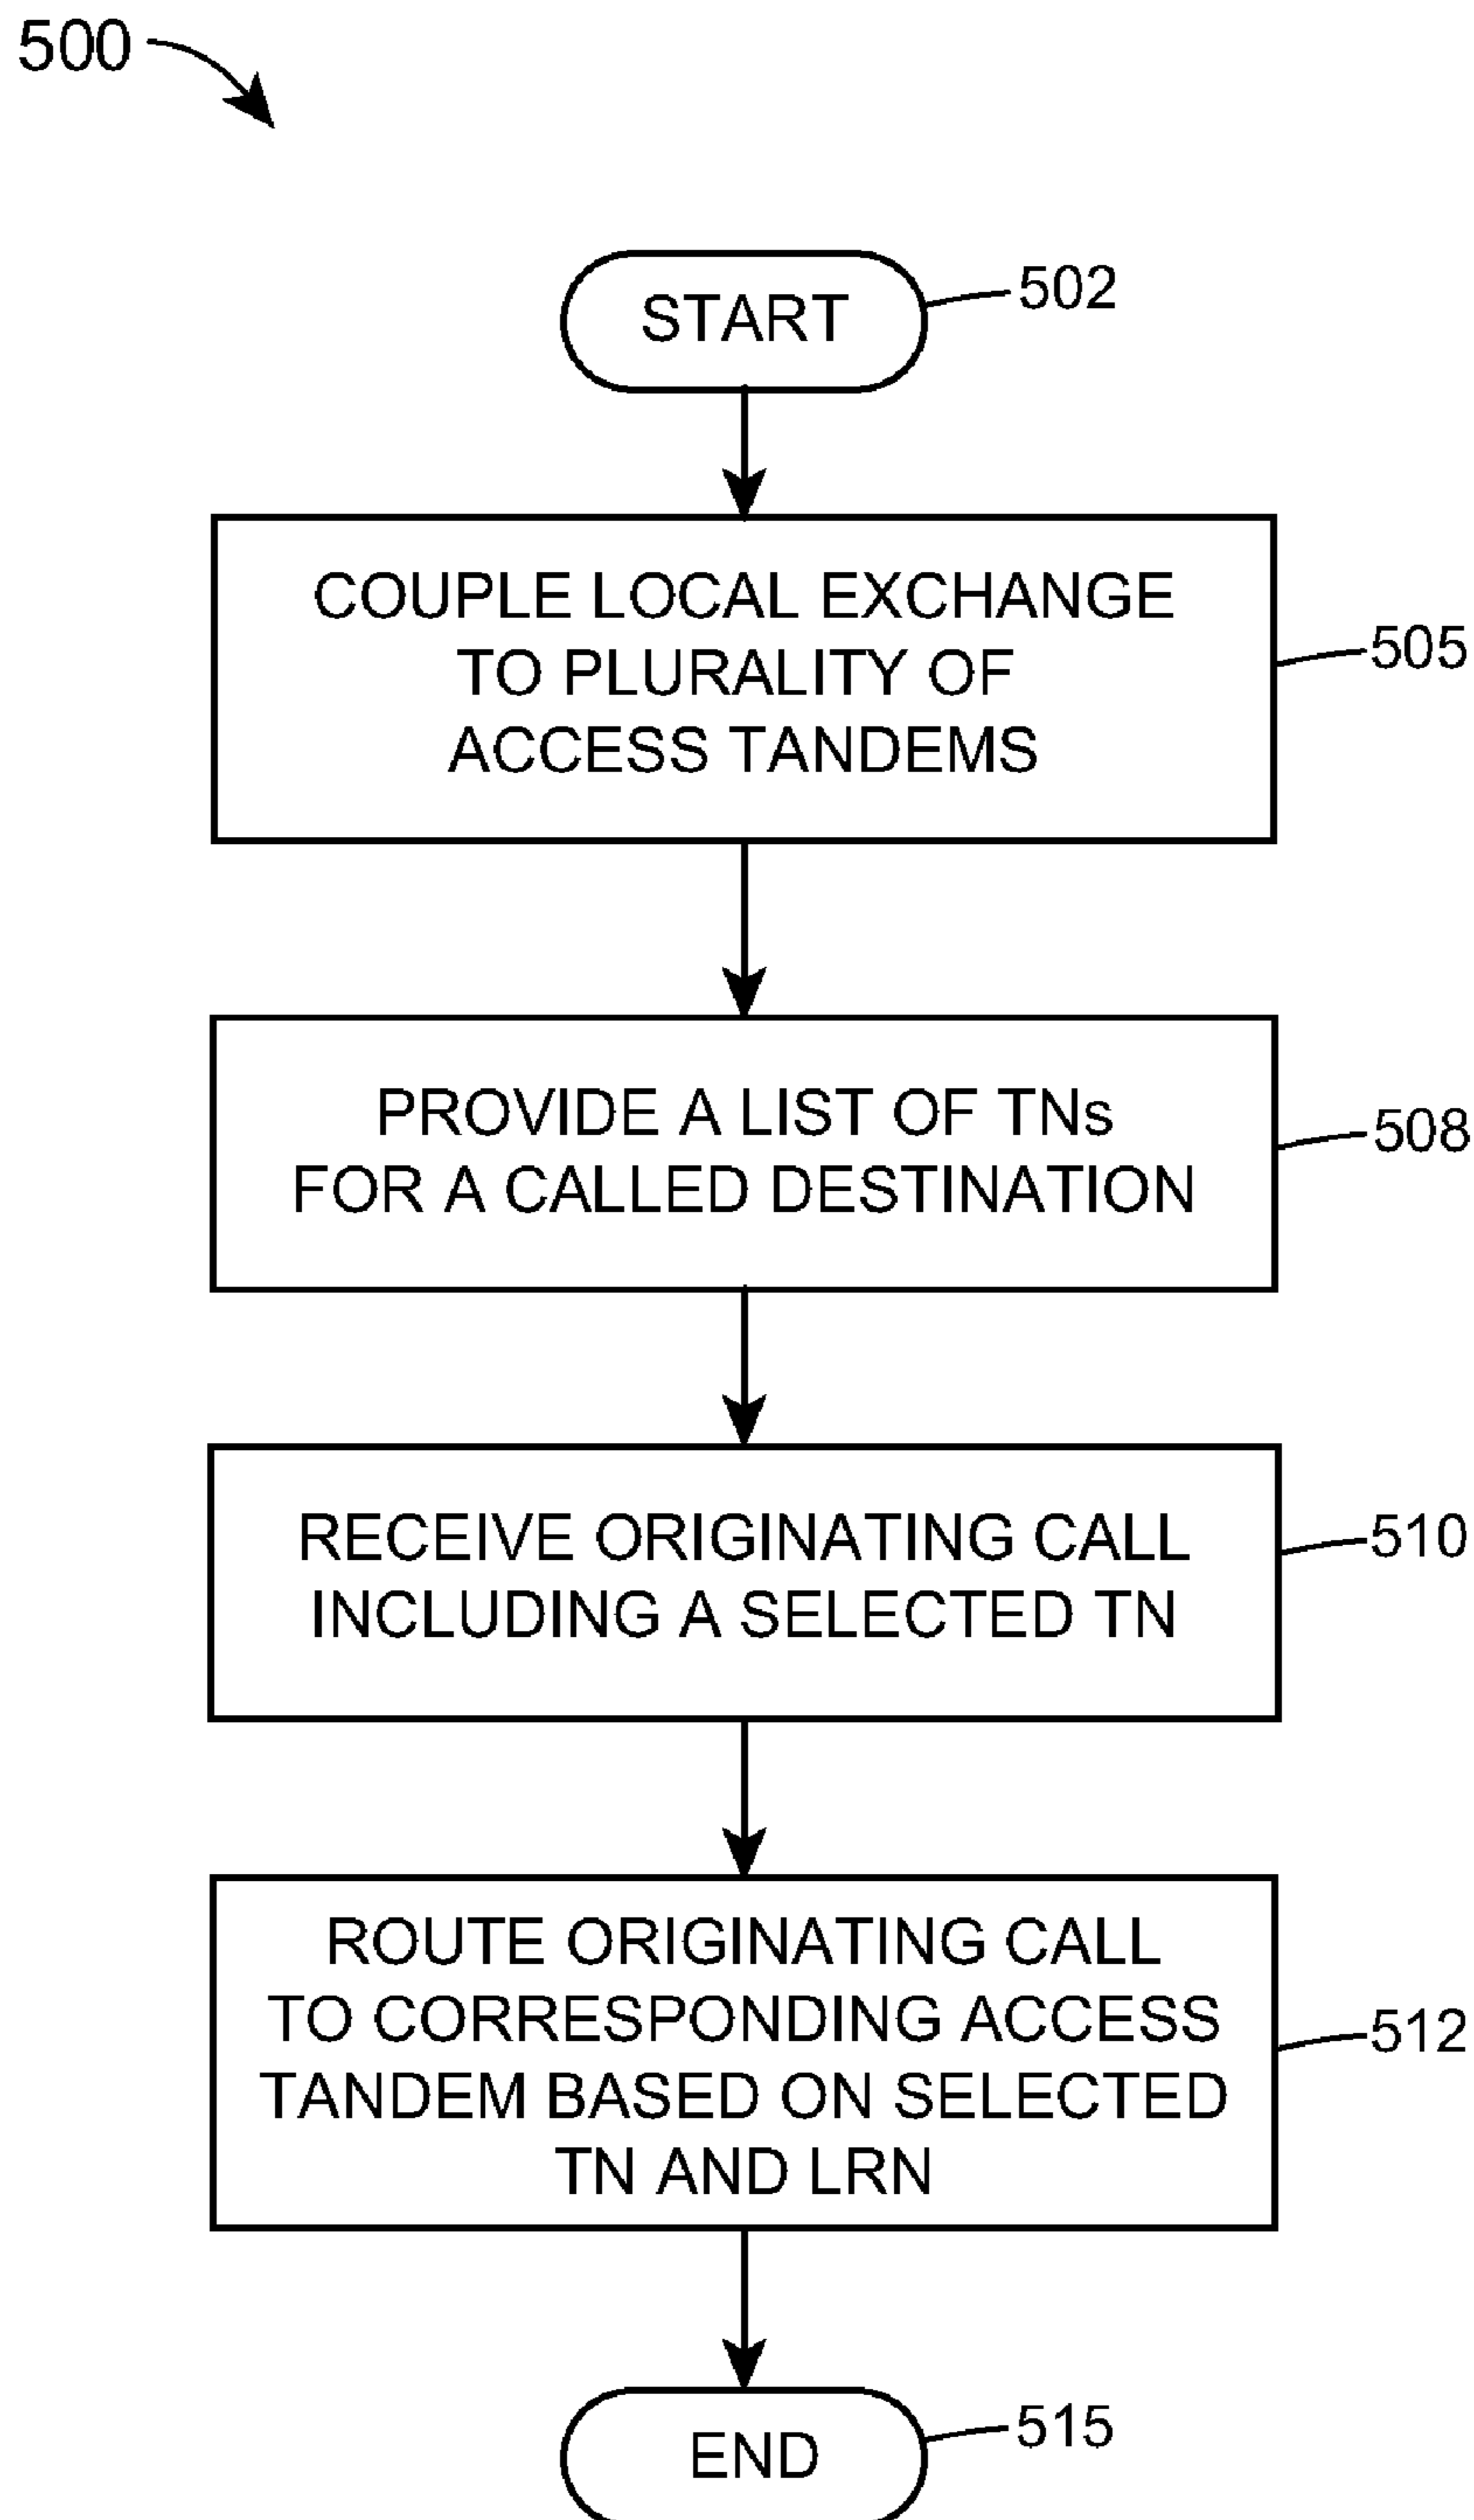 500
START
502
COUPLE LOCAL EXCHANGE
TO PLURALITY OF
ACCESS TANDEMS
505
PROVIDE A LIST OF TNs
FOR A CALLED DESTINATION
508
RECEIVE ORIGINATING CALL
INCLUDING A SELECTED TN
510
ROUTE ORIGINATING CALL
TO CORRESPONDING ACCESS
TANDEM BASED ON SELECTED
TN AND LRN
512
END
515